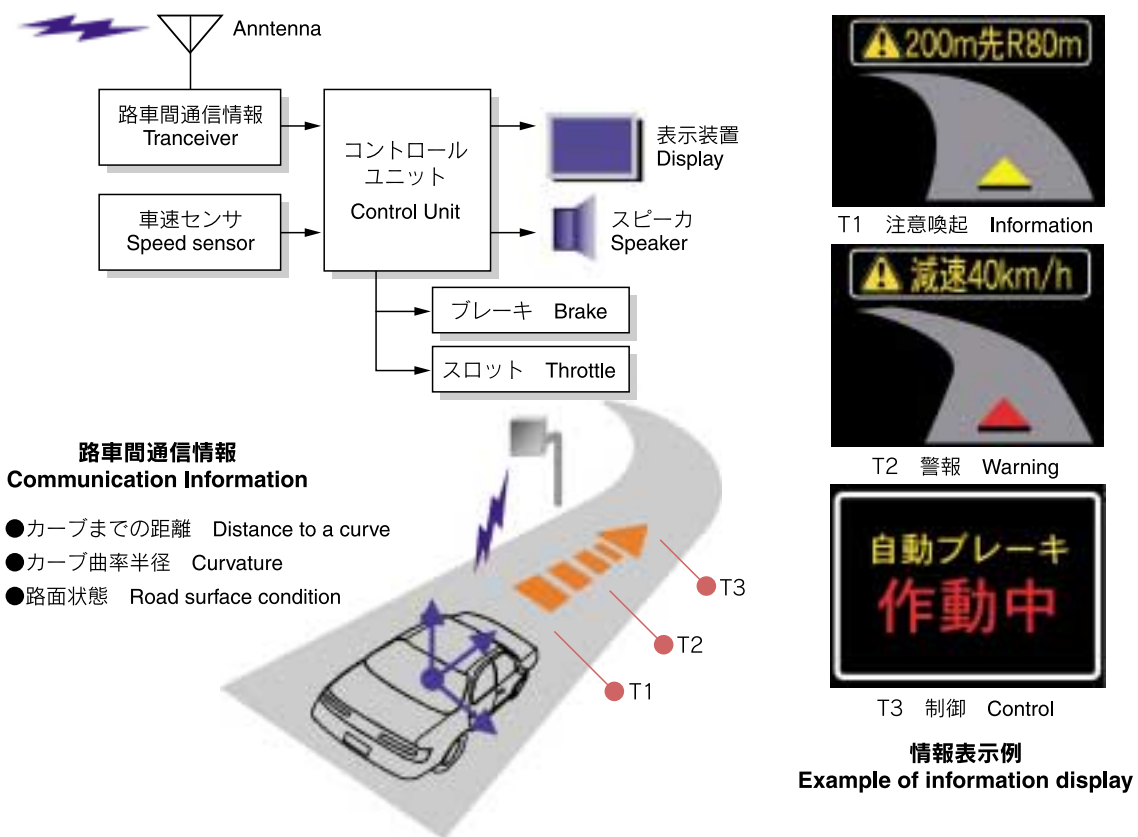 Anntenna
路車間通信情報
Tranceiver
車速センサ
Speed sensor
コントロール
ユニット
Control Unit
表示装置
Display
スピーカ
Speaker
ブレーキ Brake
スロット Throttle
路車間通信情報
Communication Information
●カーブまでの距離 Distance to a curve
●カーブ曲率半径 Curvature
●路面状態 Road surface condition
T3
T2
T1
200m先R80m
T1 注意喚起 Information
減速40km/h
T2 警報 Warning
自動ブレーキ
作動中
T3 制御 Control
情報表示例
Example of information display